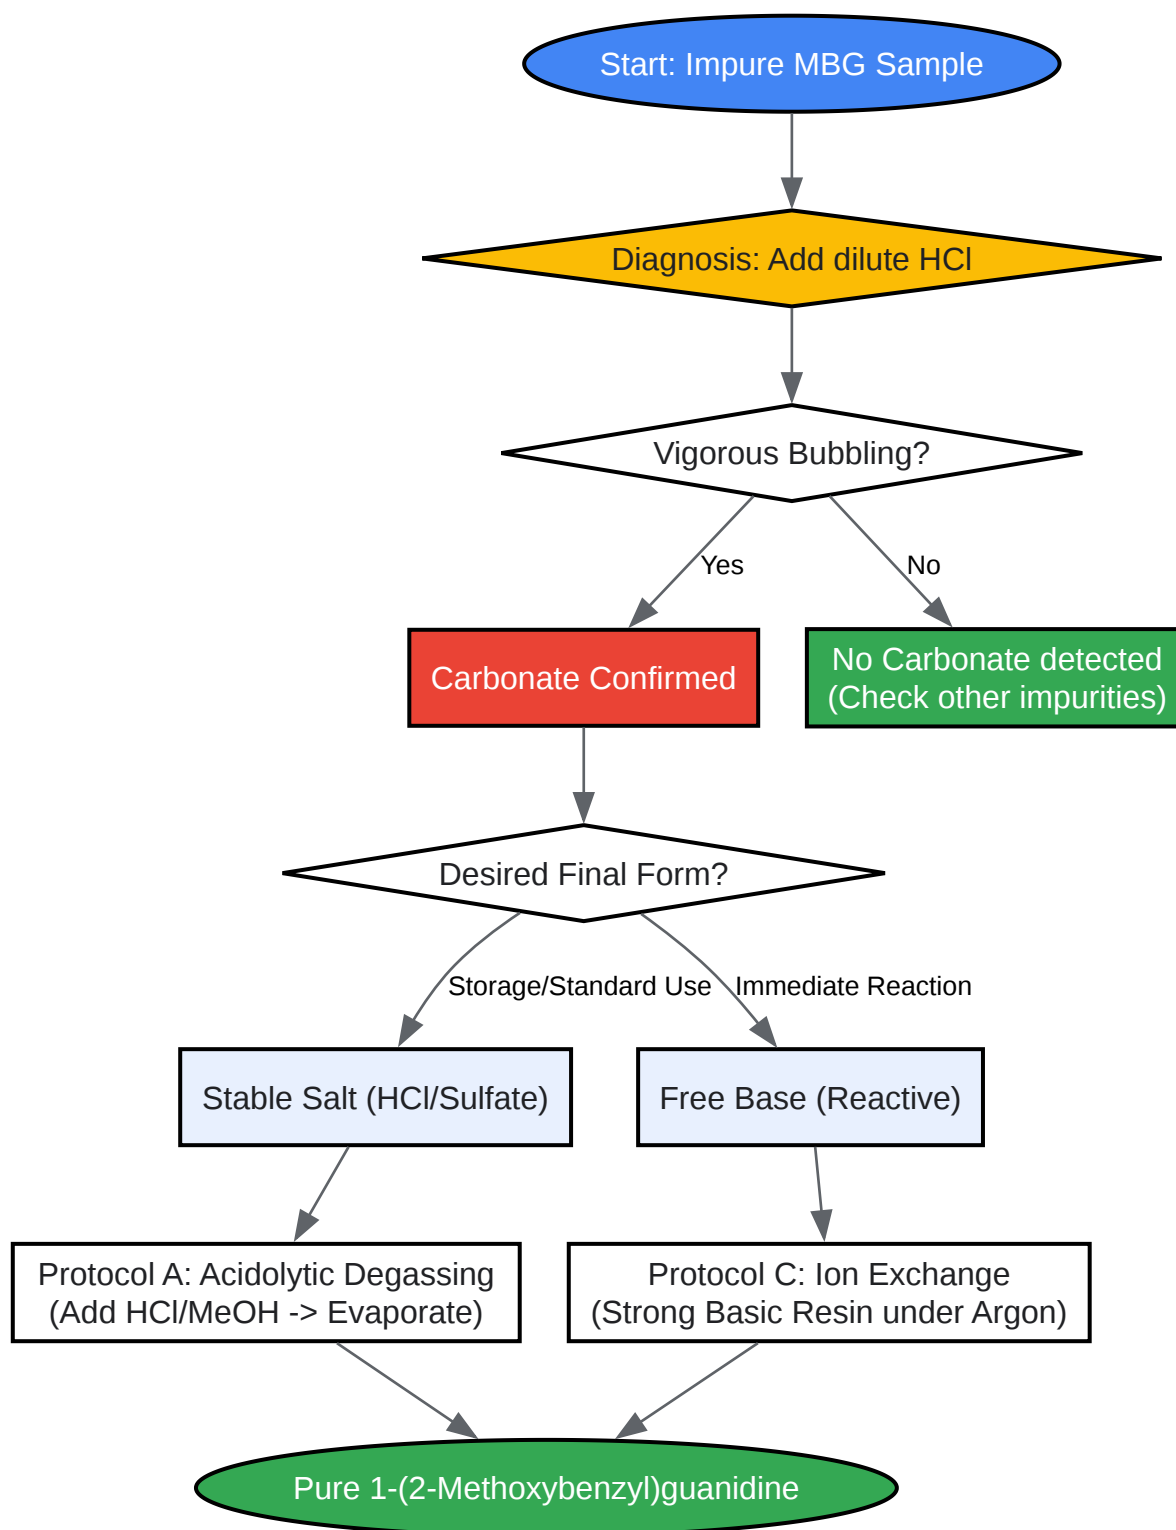 Start: Impure MBG Sample
Diagnosis: Add dilute HCl
Vigorous Bubbling?
Yes
No
Carbonate Confirmed
No Carbonate detected
(Check other impurities)
Desired Final Form?
Storage/Standard Use
Immediate Reaction
Stable Salt (HCl/Sulfate)
Free Base (Reactive)
Protocol A: Acidolytic Degassing
(Add HCl/MeOH -> Evaporate)
Protocol C: Ion Exchange
(Strong Basic Resin under Argon)
Pure 1-(2-Methoxybenzyl)guanidine